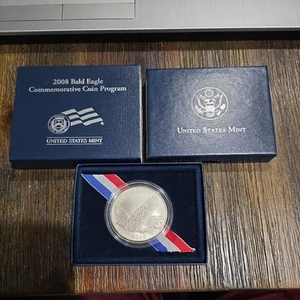 2008 Bald Eagle
Commemorative Coin Program
UNITED STATES MINT
UNITED STATES MINT